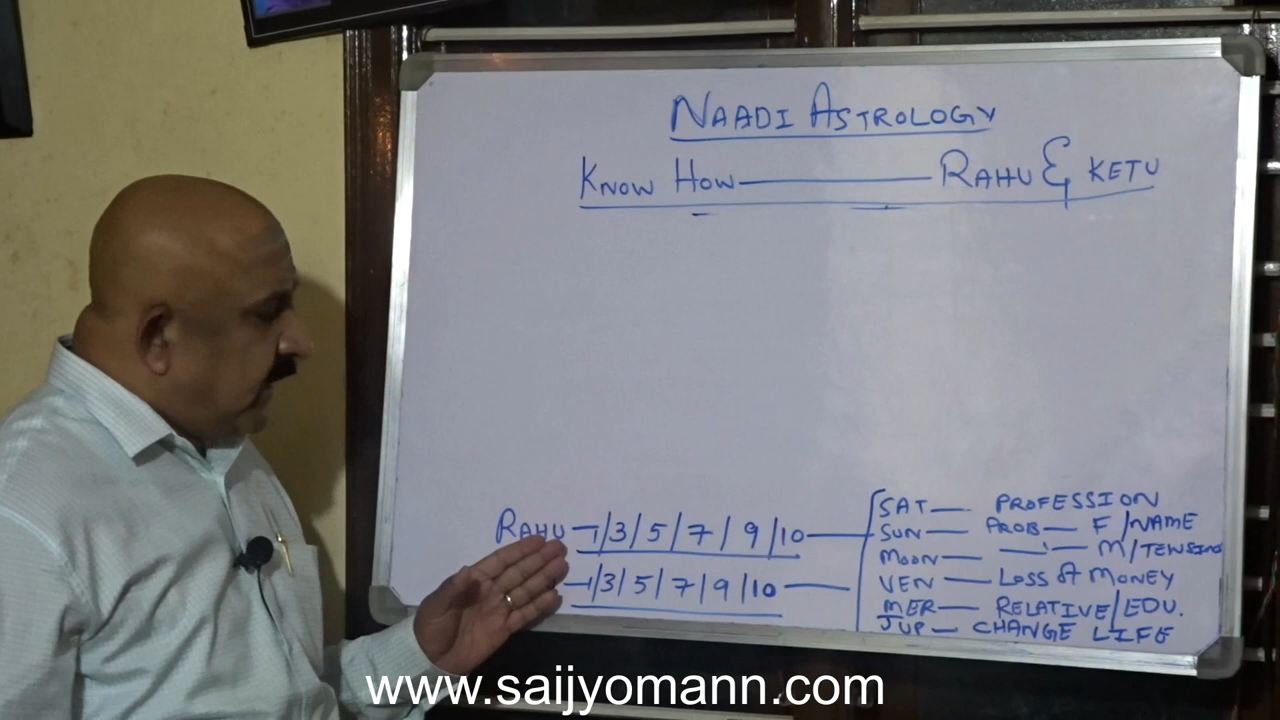 NAADI ASTROLOGY
KNOW HOW — RAHU & KETU
RAHU — 1/3/5/7/9/10 —
— 1/3/5/7/9/10 —
SAT — PROFESSION
SUN — PROB — F/NAME
MOON — —"— M/TENSION
VEN — LOSS OF MONEY
MER — RELATIVE/EDU.
JUP — CHANGE LIFE
www.saijyomann.com